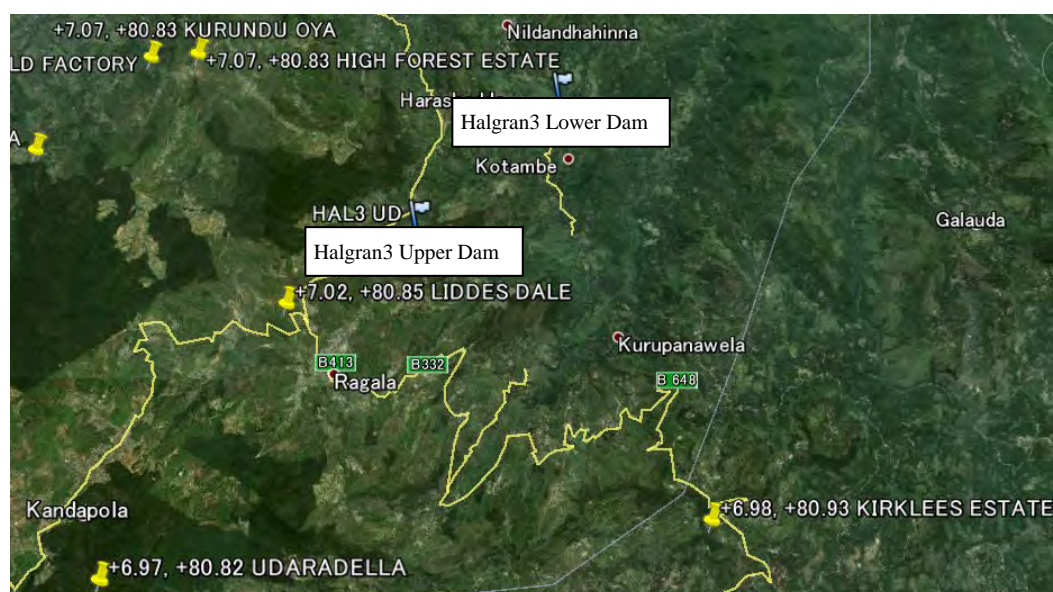 +7.07, +80.83 KURUNDU OYA
Nildandhahinna
LD FACTORY
+7.07, +80.83 HIGH FOREST ESTATE
Halgran3 Lower Dam
A
Kotambe
HAL3 UD
Galauda
Halgran3 Upper Dam
+7.02, +80.85 LIDDES DALE
Kurupanawela
B413
B332
Ragala
B 648
Kandapola
+6.98, +80.93 KIRKLEES ESTATE
+6.97, +80.82 UDARADELLA